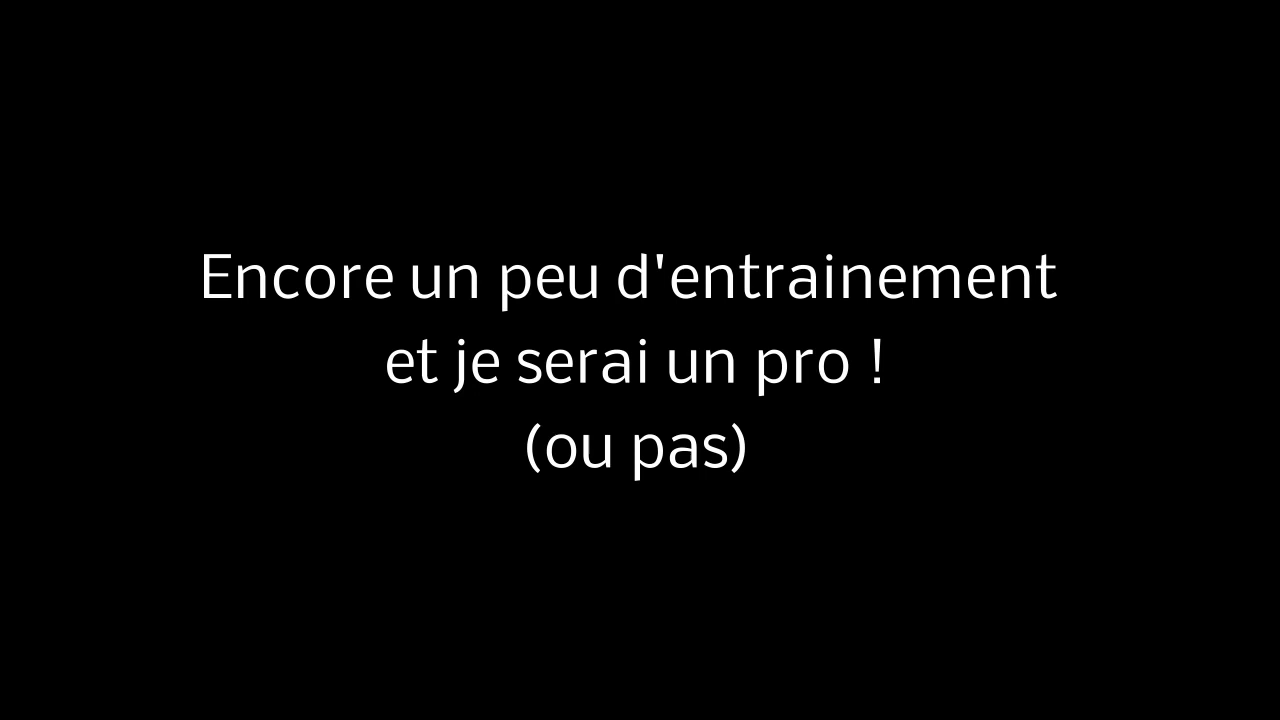 Encore un peu d'entrainement
et je serai un pro !
(ou pas)